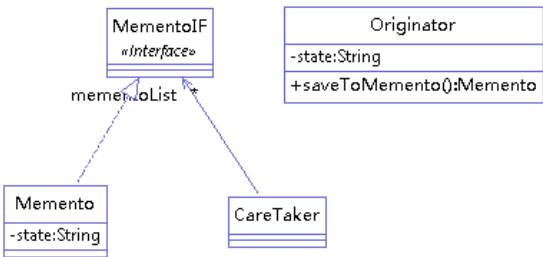 MementoIF
«Interface»
Originator
-state:String
+saveToMemento():Memento
mementoList *
Memento
-state:String
CareTaker